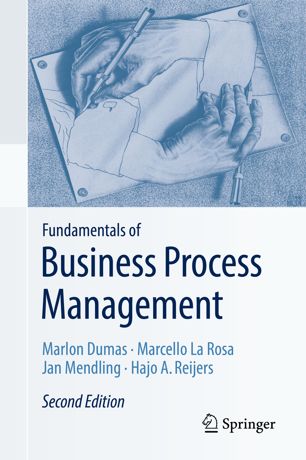 Fundamentals of
Business Process
Management
Marlon Dumas · Marcello La Rosa
Jan Mendling · Hajo A. Reijers
Second Edition
Springer